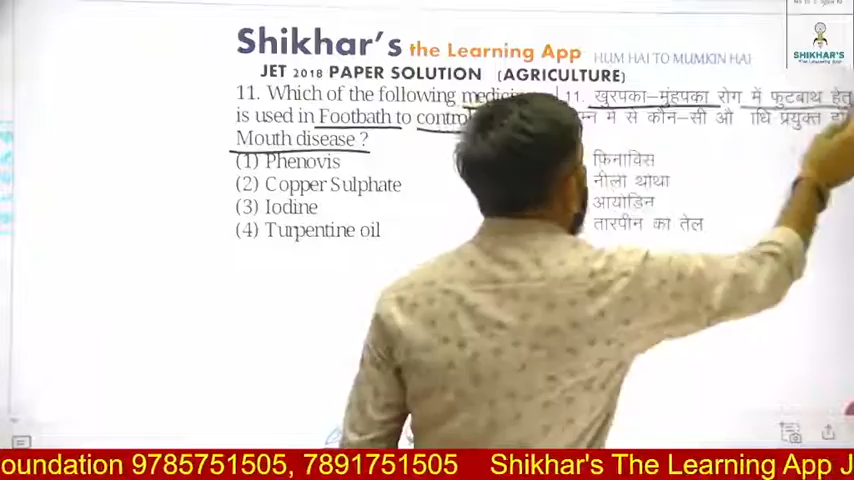 Shikhar's the Learning App HUM HAI TO MUMKIN HAI
SHIKHAR'S
JET 2018 PAPER SOLUTION (AGRICULTURE)
11. Which of the following
is used in Footbath to control
Mouth disease ?
(1) Phenovis
(2) Copper Sulphate
(3) Iodine
(4) Turpentine oil
11. खुरपका-मुंहपका रोग में फुटबाथ हेतु
में से कौन-सी प्रयुक्त
फिनाविस
नीला थोथा
आयोडिन
तारपीन का तेल
oundation 9785751505, 7891751505 Shikhar's The Learning App J